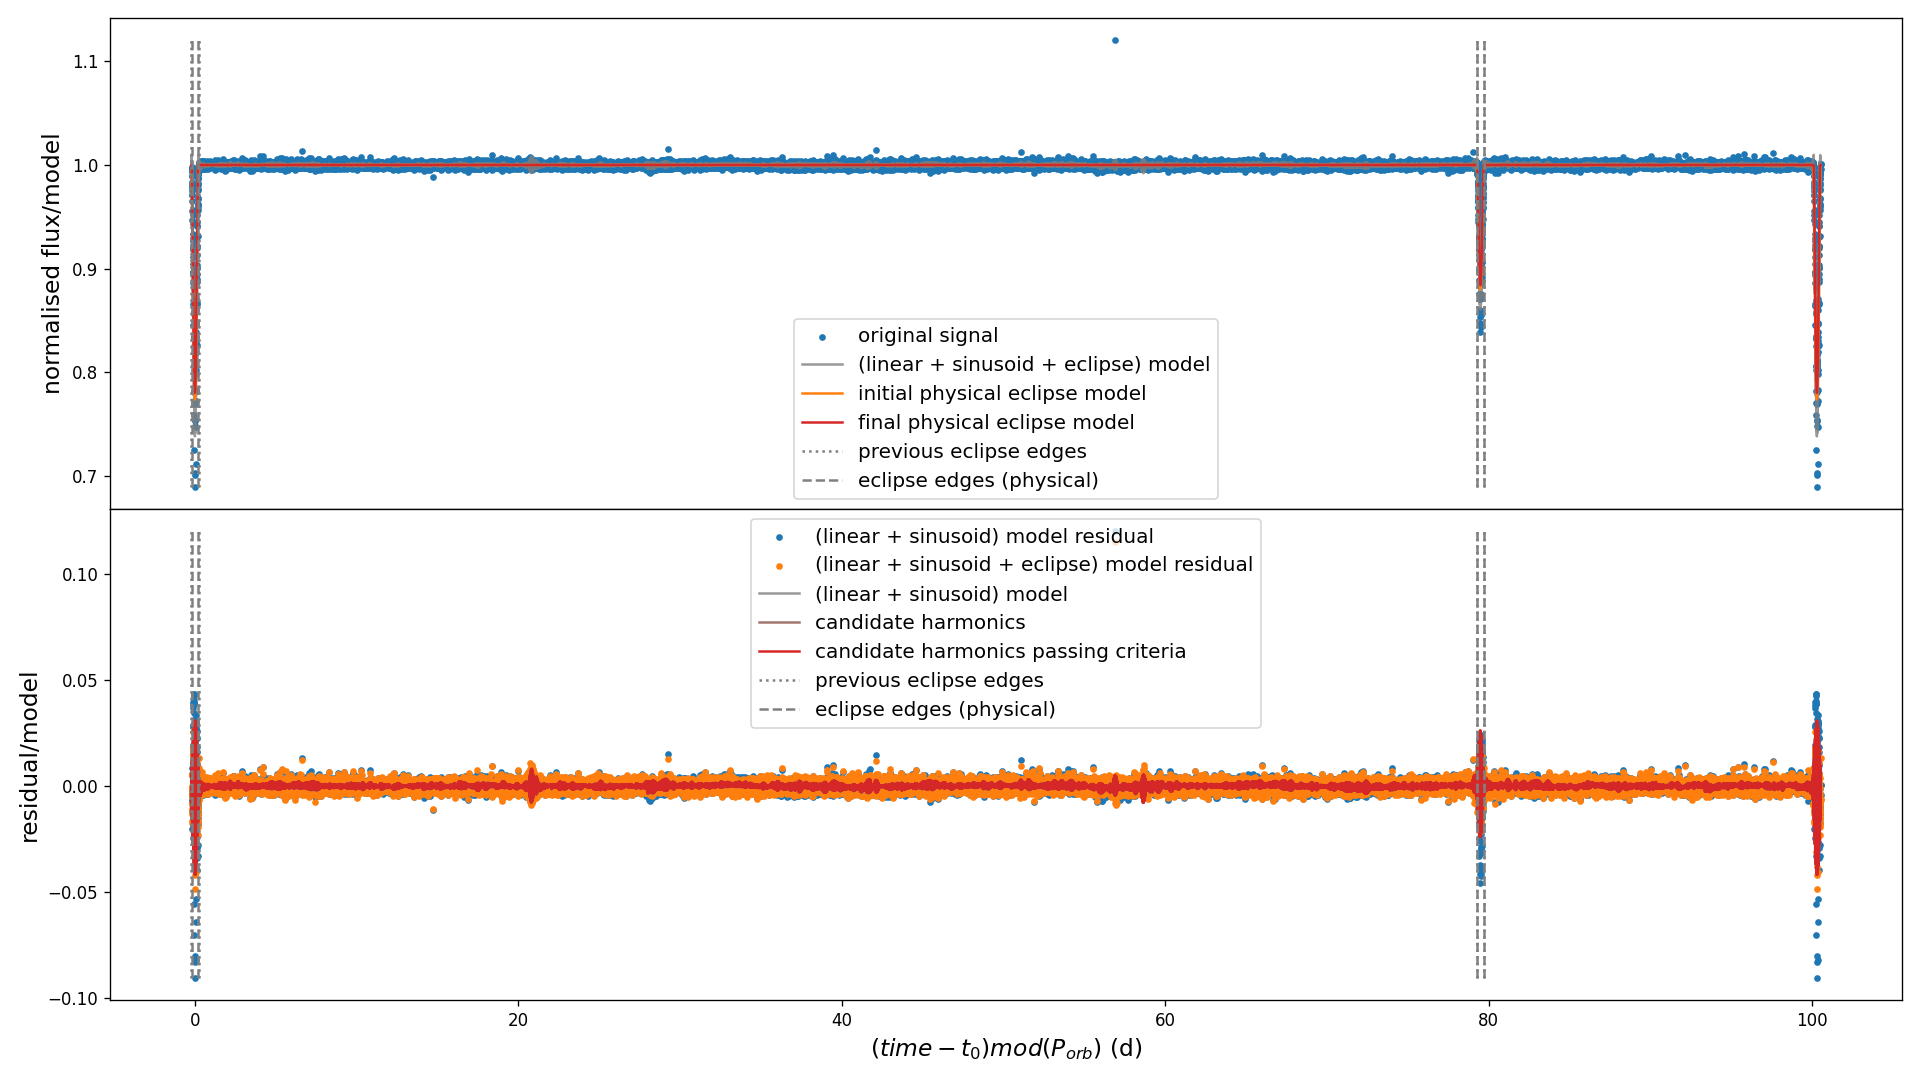 normalised flux/model
1.1
1.0
0.9
0.8
0.7
original signal
(linear + sinusoid + eclipse) model
initial physical eclipse model
final physical eclipse model
previous eclipse edges
eclipse edges (physical)
residual/model
0.10
0.05
0.00
−0.05
−0.10
(linear + sinusoid) model residual
(linear + sinusoid + eclipse) model residual
(linear + sinusoid) model
candidate harmonics
candidate harmonics passing criteria
previous eclipse edges
eclipse edges (physical)
0 20 40 60 80 100
(time − t₀)mod(Pₒᵣb) (d)